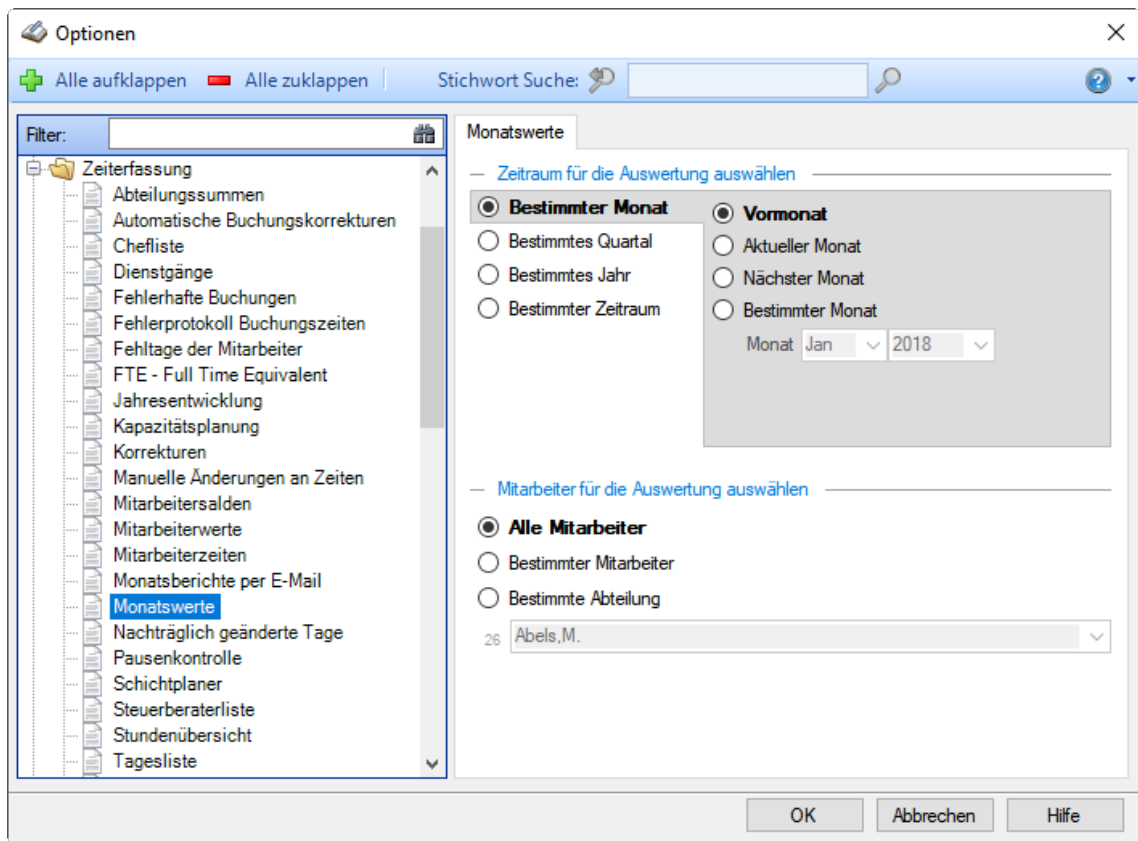 Optionen
Alle aufklappen Alle zuklappen Stichwort Suche:
Filter:
Zeiterfassung
Abteilungssummen
Automatische Buchungskorrekturen
Chefliste
Dienstgänge
Fehlerhafte Buchungen
Fehlerprotokoll Buchungszeiten
Fehltage der Mitarbeiter
FTE - Full Time Equivalent
Jahresentwicklung
Kapazitätsplanung
Korrekturen
Manuelle Änderungen an Zeiten
Mitarbeitersalden
Mitarbeiterwerte
Mitarbeiterzeiten
Monatsberichte per E-Mail
Monatswerte
Nachträglich geänderte Tage
Pausenkontrolle
Schichtplaner
Steuerberaterliste
Stundenübersicht
Tagesliste
Monatswerte
Zeitraum für die Auswertung auswählen
Bestimmter Monat
Bestimmtes Quartal
Bestimmtes Jahr
Bestimmter Zeitraum
Vormonat
Aktueller Monat
Nächster Monat
Bestimmter Monat
Monat Jan 2018
Mitarbeiter für die Auswertung auswählen
Alle Mitarbeiter
Bestimmter Mitarbeiter
Bestimmte Abteilung
26 Abels,M.
OK Abbrechen Hilfe